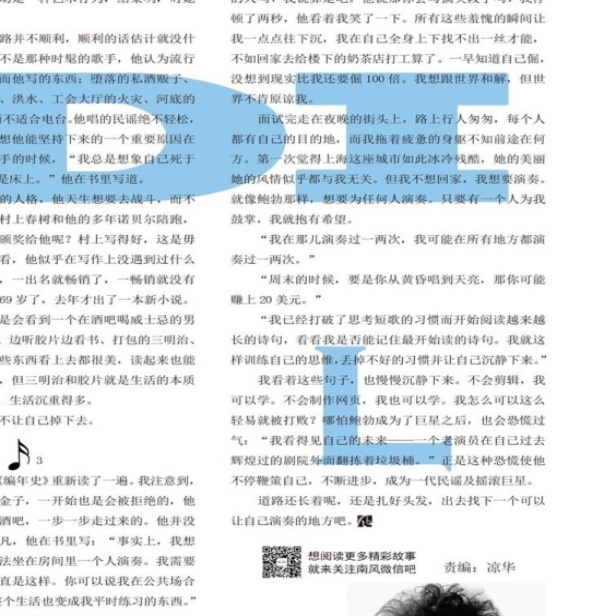 路并不顺利，顺利的话估计就没什
不是那种时髦的歌手，他认为流行
而他写的东西：堕落的私酒贩子、
、洪水、工会大厅的火灾、河底的
而不适合电台。他唱的民谣绝不轻松，
想他能坚持下来的一个重要原因在
手的时候，“我总是想象自己死于
是床上。”他在书里写道。
的人格，他天生想要去战斗，而不
村上春树和他的多年诺贝尔陪跑，
颁奖给他呢？村上写得好，这是毋
看，他似乎在写作上没遇到过什么
，一出名就畅销了，一畅销就没有
69 岁了，去年才出了一本新小说。
是会看到一个在酒吧喝威士忌的男
、边听胶片边看书、打包的三明治、
些东西看上去都很美，读起来也能
，但三明治和胶片就是生活的本质
生活沉重得多。
不让自己掉下去。
3
《编年史》重新读了一遍。我注意到，
金子，一开始也是会被拒绝的，他
酒吧，一步一步走过来的。他并没
凡，他在书里写：“事实上，我想
法坐在房间里一个人演奏。我需要
直是这样。你可以说我在公共场合
个生活也变成我平时练习的东西。”
顿了两秒，他看着我笑了一下。所有这些羞愧的瞬间让
我一点点往下沉，我在自己全身上下找不出一丝才能，
不如回家去给楼下的奶茶店打工算了。一早知道自己倔，
没想到现实比我还要倔 100 倍。我想跟世界和解，但世
界不肯原谅我。
面试完走在夜晚的街头上，路上行人匆匆，每个人
都有自己的目的地，而我拖着疲惫的身躯不知前途在何
方。第一次觉得上海这座城市如此冰冷残酷，她的美丽
她的风情似乎都与我无关。但我不想回家，我想要演奏。
就像鲍勃那样，想要为任何人演奏。只要有一个人为我
鼓掌，我就抱有希望。
“我在那儿演奏过一两次，我可能在所有地方都演
奏过一两次。”
“周末的时候，要是你从黄昏唱到天亮，那你可能
赚上 20 美元。”
“我已经打破了思考短歌的习惯而开始阅读越来越
长的诗句，看看我是否能记住最开始读的诗句。我就这
样训练自己的思维，丢掉不好的习惯并让自己沉静下来。”
我看着这些句子，也慢慢沉静下来。不会剪辑，我
可以学。不会制作网页，我也可以学。我怎么可以这么
轻易就被打败？哪怕鲍勃成为了巨星之后，也会恐慌过
气：“我看得见自己的未来——一个老演员在自己过去
辉煌过的剧院外面翻拣着垃圾桶。”正是这种恐慌使他
不停鞭策自己，不断进步，成为一代民谣及摇滚巨星。
道路还长着呢，还是扎好头发，出去找下一个可以
让自己演奏的地方吧。
想阅读更多精彩故事
就来关注南风微信吧
责编：凉华